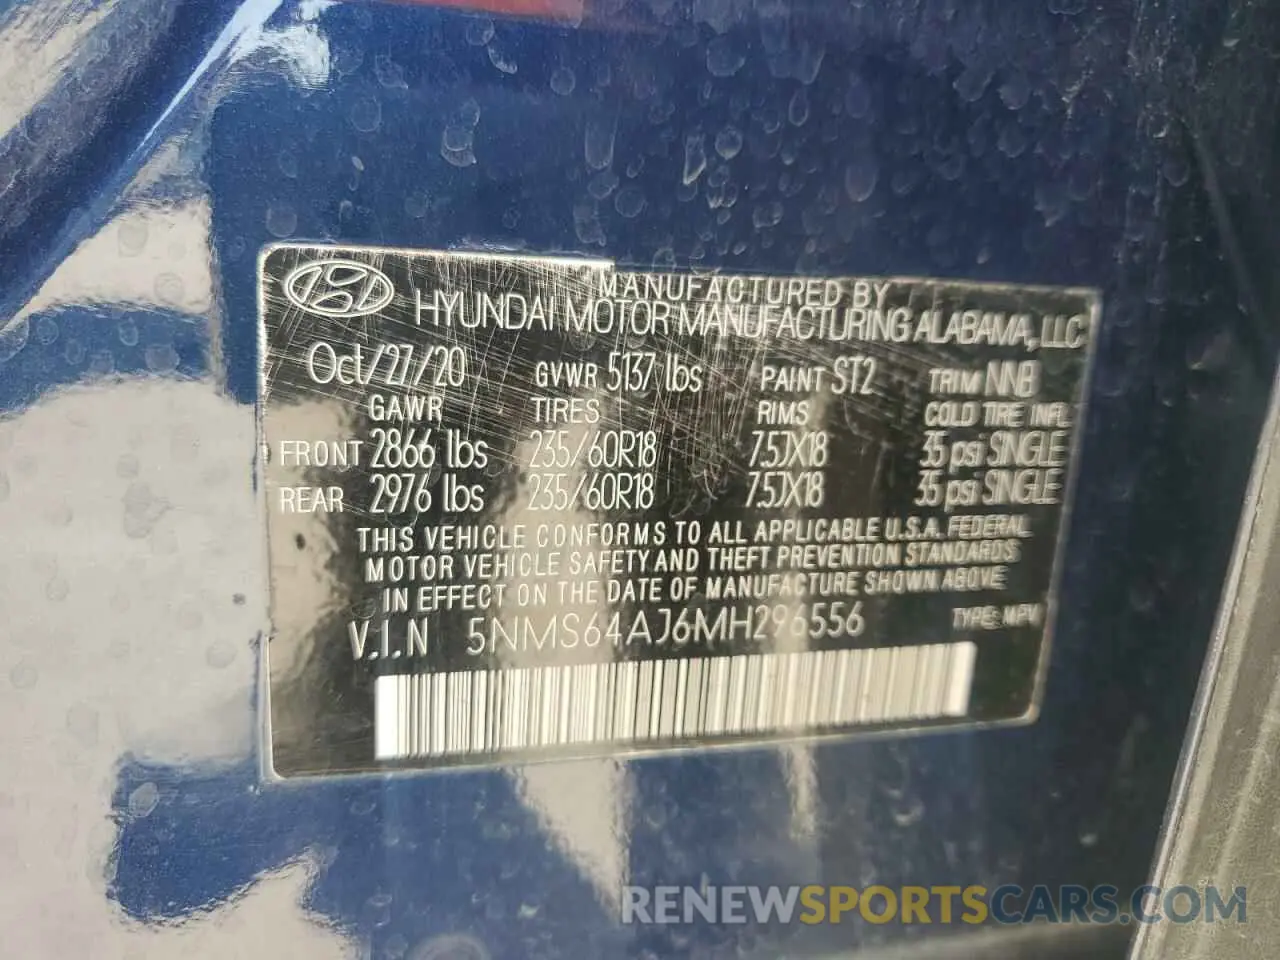 MANUFACTURED BY
HYUNDAI MOTOR MANUFACTURING ALABAMA, LLC
Oct/27/20 GVWR 5137 lbs PAINT ST2 TRIM NNB
GAWR TIRES RIMS COLD TIRE INFL
FRONT 2866 lbs 235/60R18 7.5JX18 35 psi SINGLE
REAR 2976 lbs 235/60R18 7.5JX18 35 psi SINGLE
THIS VEHICLE CONFORMS TO ALL APPLICABLE U.S.A. FEDERAL
MOTOR VEHICLE SAFETY AND THEFT PREVENTION STANDARDS
IN EFFECT ON THE DATE OF MANUFACTURE SHOWN ABOVE
V.I.N 5NMS64AJ6MH296556 TYPE: MPV
RENEWSPORTSCARS.COM